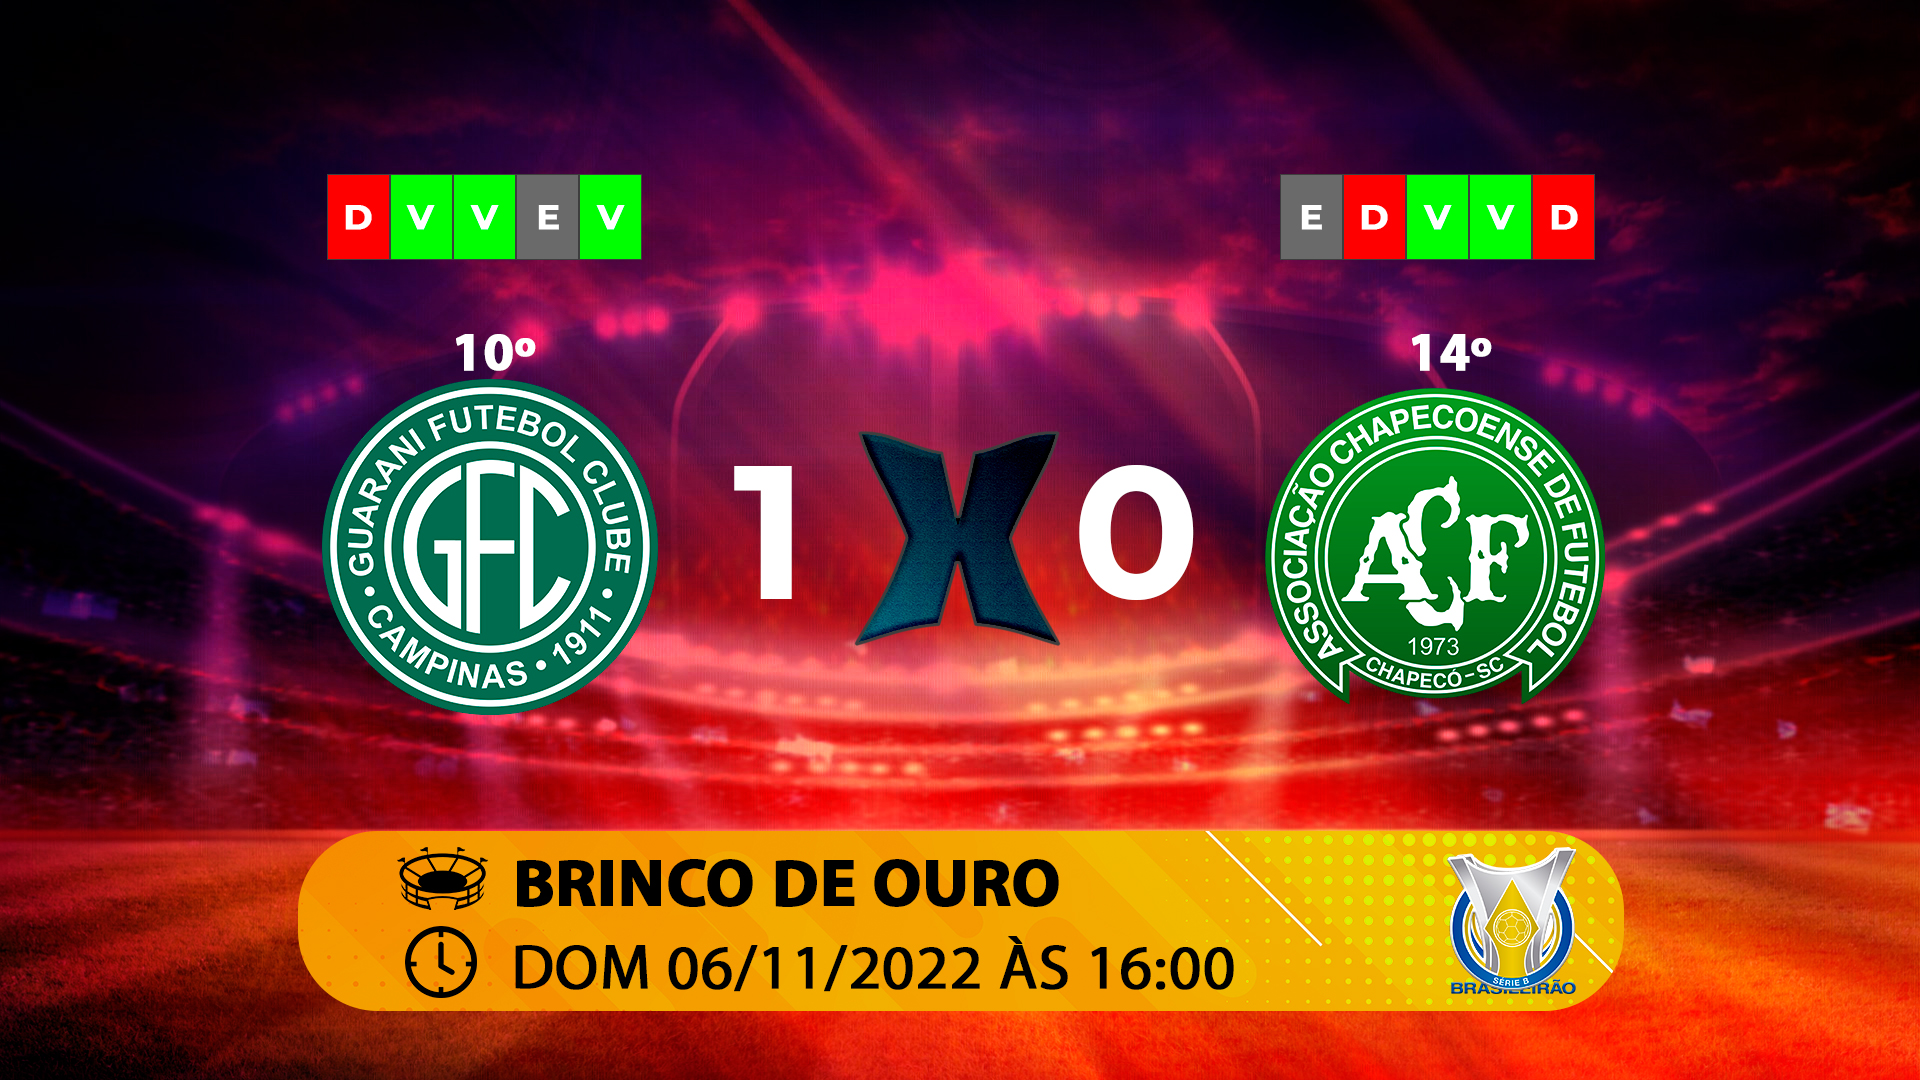 D V V E V
E D V V D
10º
14º
GUARANI FUTEBOL CLUBE
• CAMPINAS • 1911 •
GFC
1 X 0
ASSOCIAÇÃO CHAPECOENSE DE FUTEBOL
ACF
1973
CHAPECÓ-SC
BRINCO DE OURO
DOM 06/11/2022 ÀS 16:00
SÉRIE B
BRASILEIRÃO